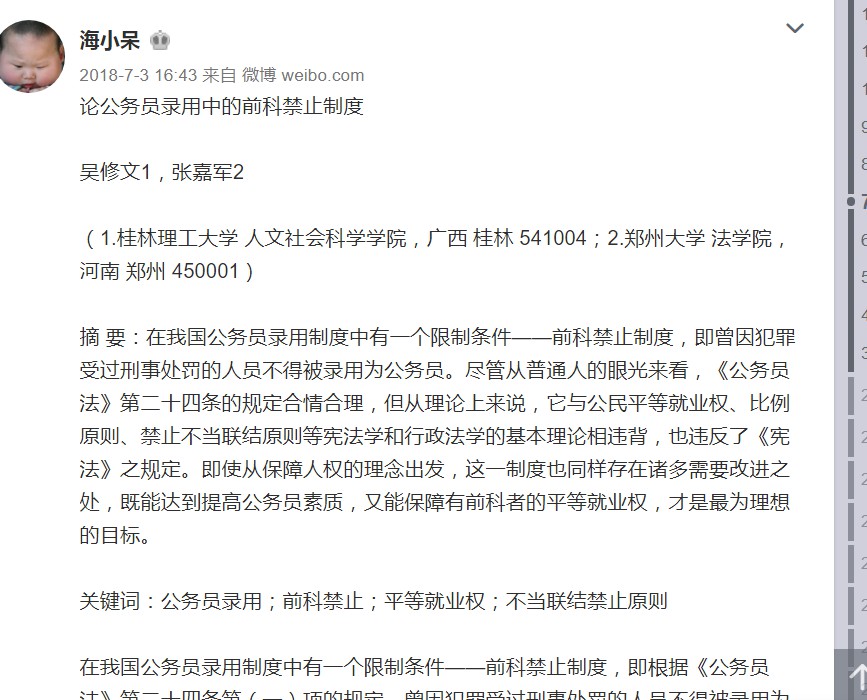 海小呆
2018-7-3 16:43 来自 微博 weibo.com
论公务员录用中的前科禁止制度
吴修文1，张嘉军2
（1.桂林理工大学 人文社会科学学院，广西 桂林 541004；2.郑州大学 法学院，
河南 郑州 450001）
摘 要：在我国公务员录用制度中有一个限制条件——前科禁止制度，即曾因犯罪
受过刑事处罚的人员不得被录用为公务员。尽管从普通人的眼光来看，《公务员
法》第二十四条的规定合情合理，但从理论上来说，它与公民平等就业权、比例
原则、禁止不当联结原则等宪法学和行政法学的基本理论相违背，也违反了《宪
法》之规定。即使从保障人权的理念出发，这一制度也同样存在诸多需要改进之
处，既能达到提高公务员素质，又能保障有前科者的平等就业权，才是最为理想
的目标。
关键词：公务员录用；前科禁止；平等就业权；不当联结禁止原则
在我国公务员录用制度中有一个限制条件——前科禁止制度，即根据《公务员
法》第二十四条第（一）项的规定，曾因犯罪受过刑事处罚的人员不得被录用为